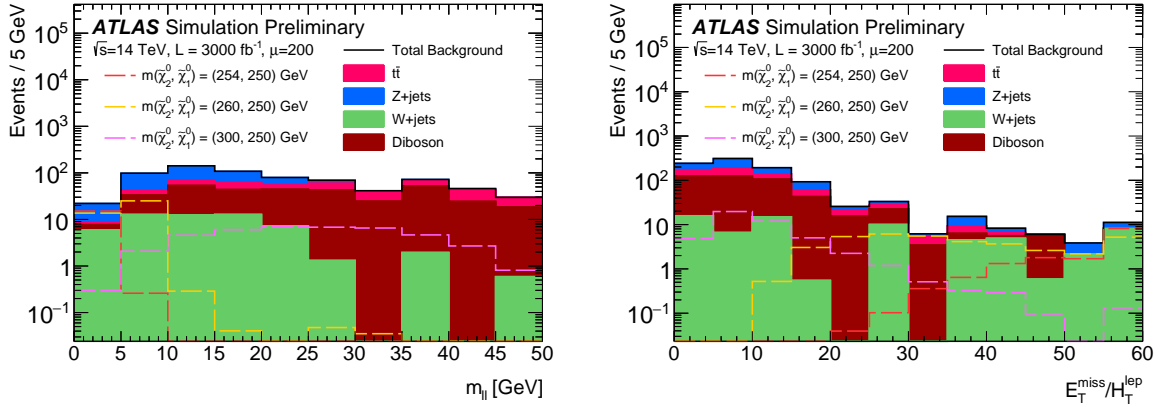 ATLAS Simulation Preliminary
√s=14 TeV, L = 3000 fb⁻¹, μ=200
m(χ̃₂⁰, χ̃₁⁰) = (254, 250) GeV
m(χ̃₂⁰, χ̃₁⁰) = (260, 250) GeV
m(χ̃₂⁰, χ̃₁⁰) = (300, 250) GeV
Total Background
tt̄
Z+jets
W+jets
Diboson
Events / 5 GeV
10⁵
10⁴
10³
10²
10
1
10⁻¹
0 5 10 15 20 25 30 35 40 45 50
m_ll [GeV]
ATLAS Simulation Preliminary
√s=14 TeV, L = 3000 fb⁻¹, μ=200
Total Background
m(χ̃₂⁰, χ̃₁⁰) = (254, 250) GeV
m(χ̃₂⁰, χ̃₁⁰) = (260, 250) GeV
m(χ̃₂⁰, χ̃₁⁰) = (300, 250) GeV
tt̄
Z+jets
W+jets
Diboson
Events / 5 GeV
10⁵
10⁴
10³
10²
10
1
10⁻¹
0 10 20 30 40 50 60
E_T^miss/H_T^lep